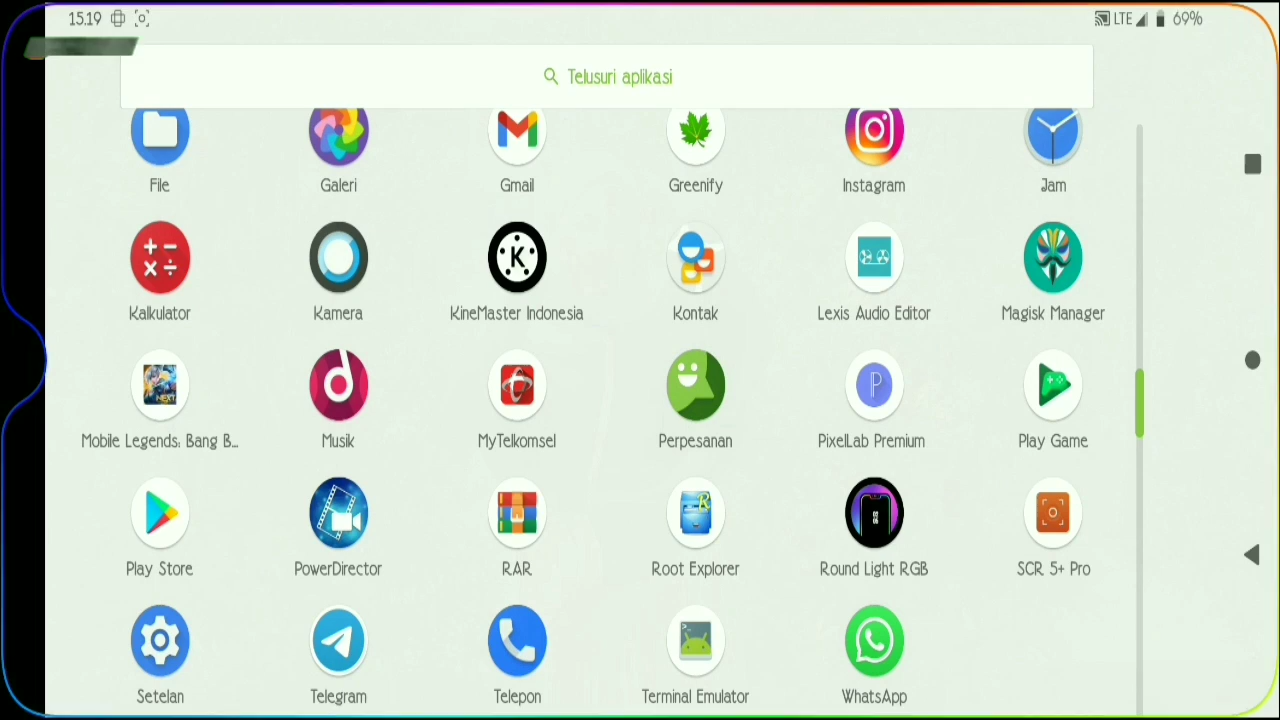 15.19 LTE 69%
Telusuri aplikasi
File Galeri Gmail Greenify Instagram Jam
Kalkulator Kamera KineMaster Indonesia Kontak Lexis Audio Editor Magisk Manager
Mobile Legends: Bang B... Musik MyTelkomsel Perpesanan PixelLab Premium Play Game
Play Store PowerDirector RAR Root Explorer Round Light RGB SCR 5+ Pro
Setelan Telegram Telepon Terminal Emulator WhatsApp